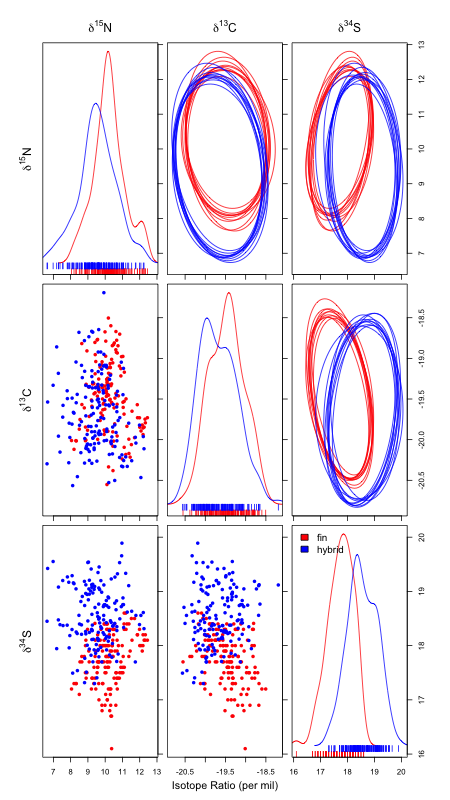 δ¹⁵N δ¹³C δ³⁴S
δ¹⁵N
7 8 9 10 11 12 13
δ¹³C
-20.5 -20.0 -19.5 -19.0 -18.5
δ³⁴S
fin
hybrid
16 17 18 19 20
7 8 9 10 11 12 13 -20.5 -19.5 -18.5 16 17 18 19 20
Isotope Ratio (per mil)